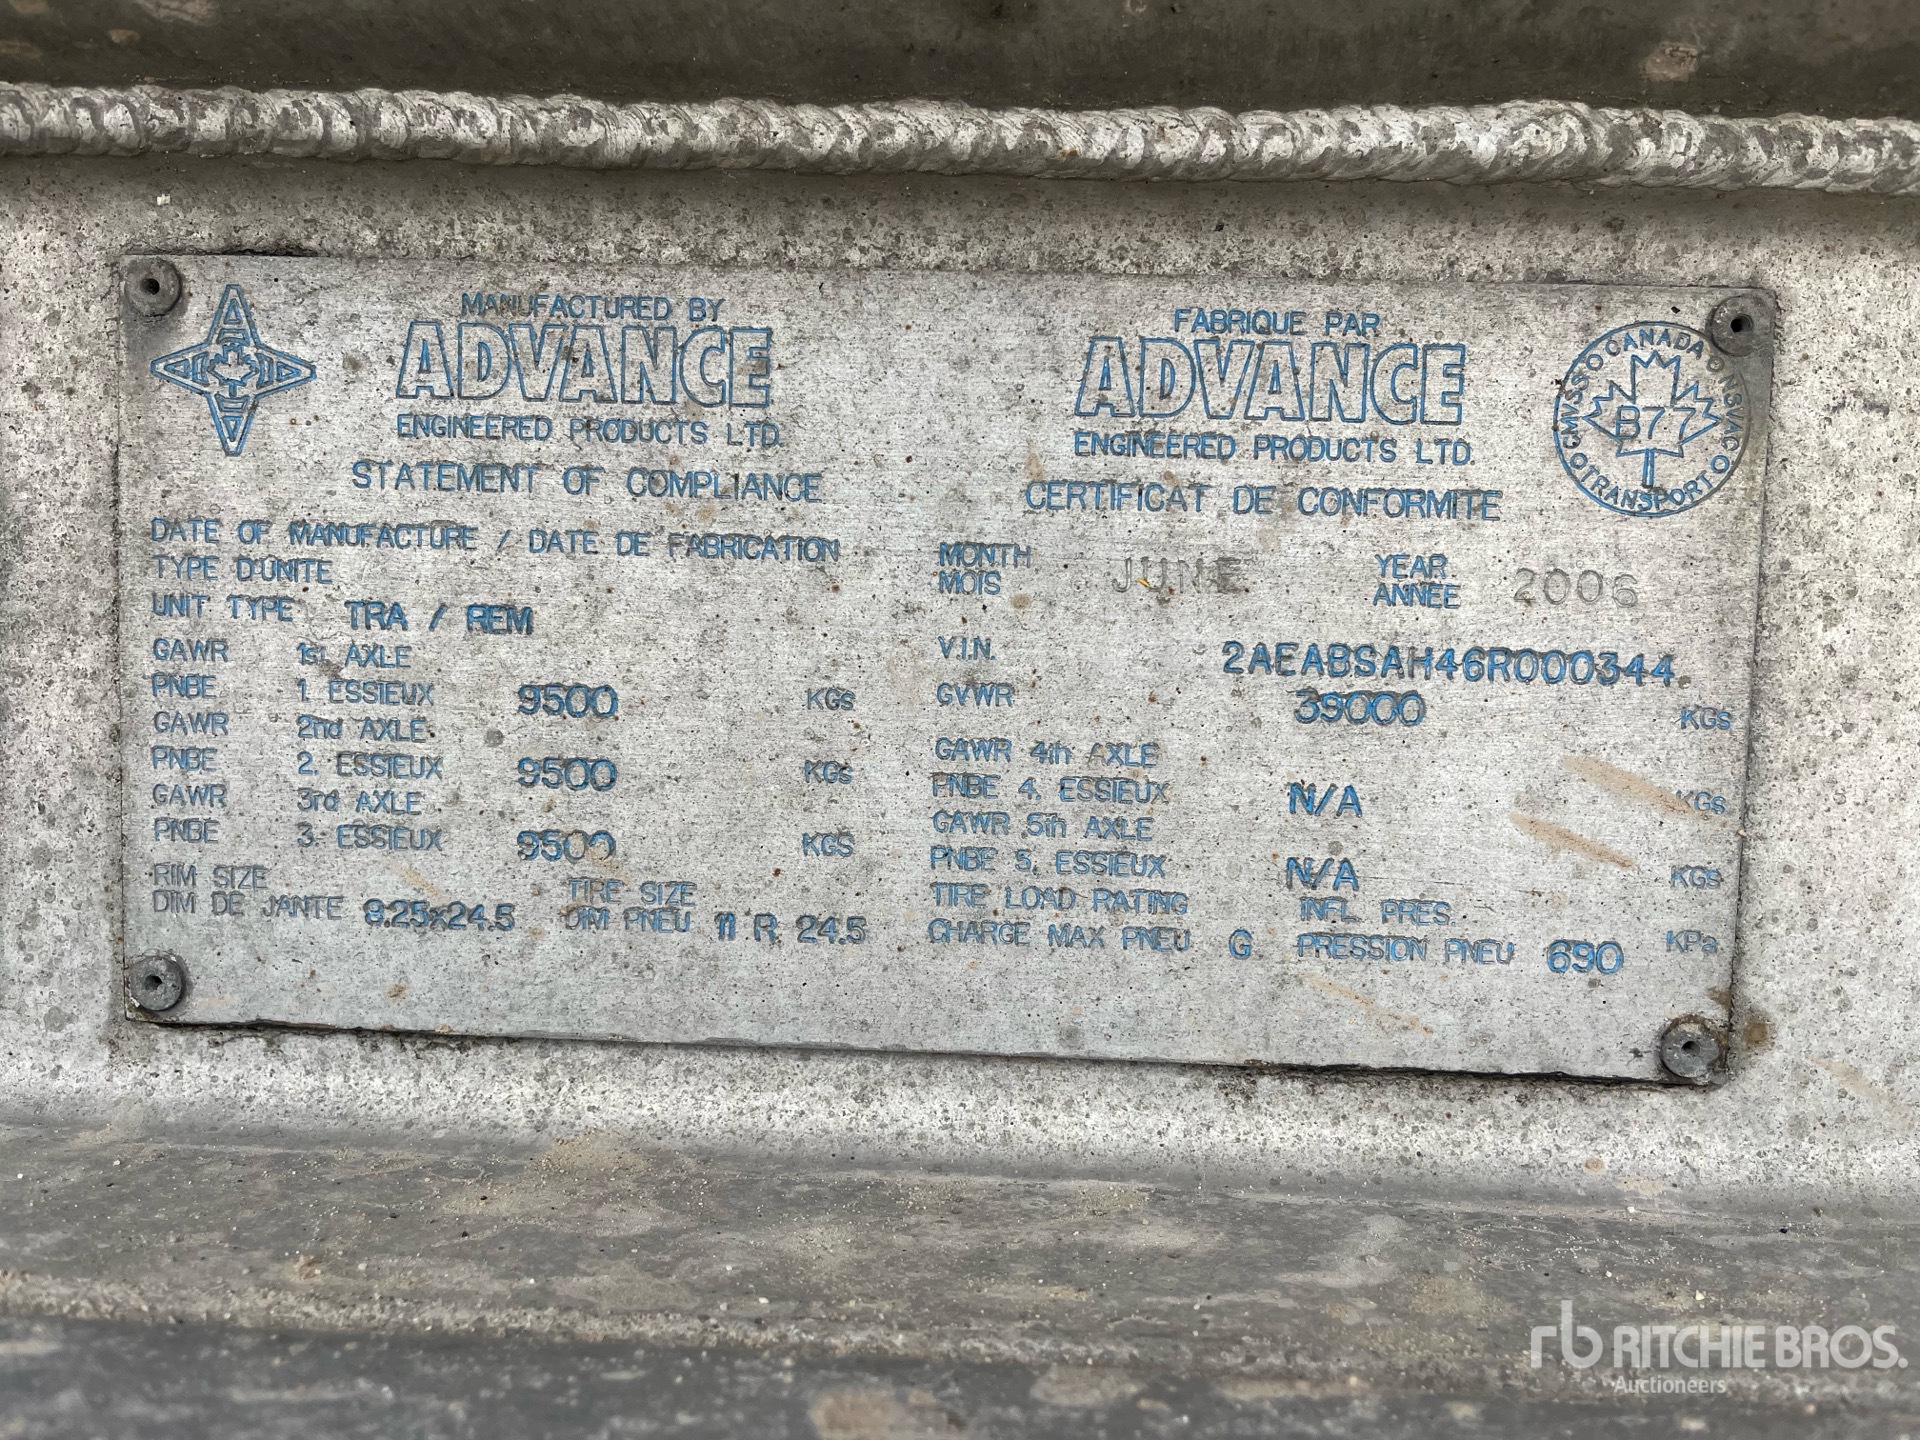 MANUFACTURED BY
ADVANCE
ENGINEERED PRODUCTS LTD.
STATEMENT OF COMPLIANCE
FABRIQUE PAR
ADVANCE
ENGINEERED PRODUCTS LTD.
CERTIFICAT DE CONFORMITE
CANADA
TRANSPORT
CMVSS
NSVAC
B77
DATE OF MANUFACTURE / DATE DE FABRICATION
MONTH JUNE YEAR 2006
MOIS ANNEE
TYPE D'UNITE
UNIT TYPE TRA / REM
GAWR 1st. AXLE
PNBE 1. ESSIEUX 9500 KGS
GAWR 2nd AXLE
PNBE 2. ESSIEUX 9500 KGS
GAWR 3rd AXLE
PNBE 3. ESSIEUX 9500 KGS
RIM SIZE TIRE SIZE
DIM DE JANTE 8.25x24.5 DIM PNEU 11 R 24.5
V.I.N. 2AEABSAH46R000344
GVWR 39000 KGS
GAWR 4th AXLE
PNBE 4. ESSIEUX N/A KGS
GAWR 5th AXLE
PNBE 5. ESSIEUX N/A KGS
TIRE LOAD RATING INFL. PRES.
CHARGE MAX PNEU G PRESSION PNEU 690 KPa
rb RITCHIE BROS.
Auctioneers